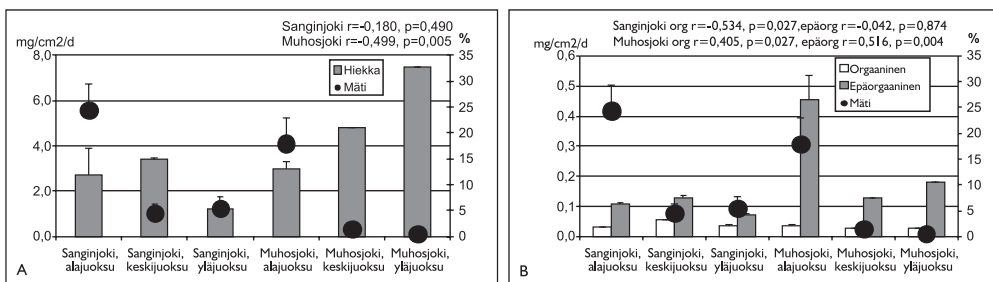 Sanginjoki r=-0,180, p=0,490
Muhosjoki r=-0,499, p=0,005
mg/cm2/d
%
8,0
6,0
4,0
2,0
0,0
35
30
25
20
15
10
5
0
Hiekka
Mäti
Sanginjoki, alajuoksu
Sanginjoki, keskijuoksu
Sanginjoki, yläjuoksu
Muhosjoki, alajuoksu
Muhosjoki, keskijuoksu
Muhosjoki, yläjuoksu
A
Sanginjoki org r=-0,534, p=0,027,epäorg r=-0,042, p=0,874
Muhosjoki org r=0,405, p=0,027, epäorg r=0,516, p=0,004
mg/cm2/d
%
0,6
0,5
0,4
0,3
0,2
0,1
0,0
35
30
25
20
15
10
5
0
Orgaaninen
Epäorgaaninen
Mäti
Sanginjoki, alajuoksu
Sanginjoki, keskijuoksu
Sanginjoki, yläjuoksu
Muhosjoki, alajuoksu
Muhosjoki, keskijuoksu
Muhosjoki, yläjuoksu
B